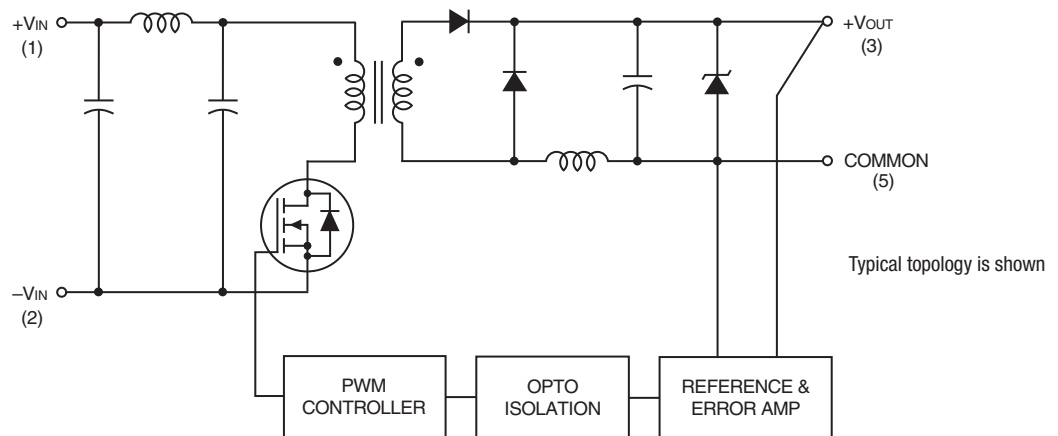 +VIN
(1)
+VOUT
(3)
COMMON
(5)
Typical topology is shown
–VIN
(2)
PWM
CONTROLLER
OPTO
ISOLATION
REFERENCE &
ERROR AMP